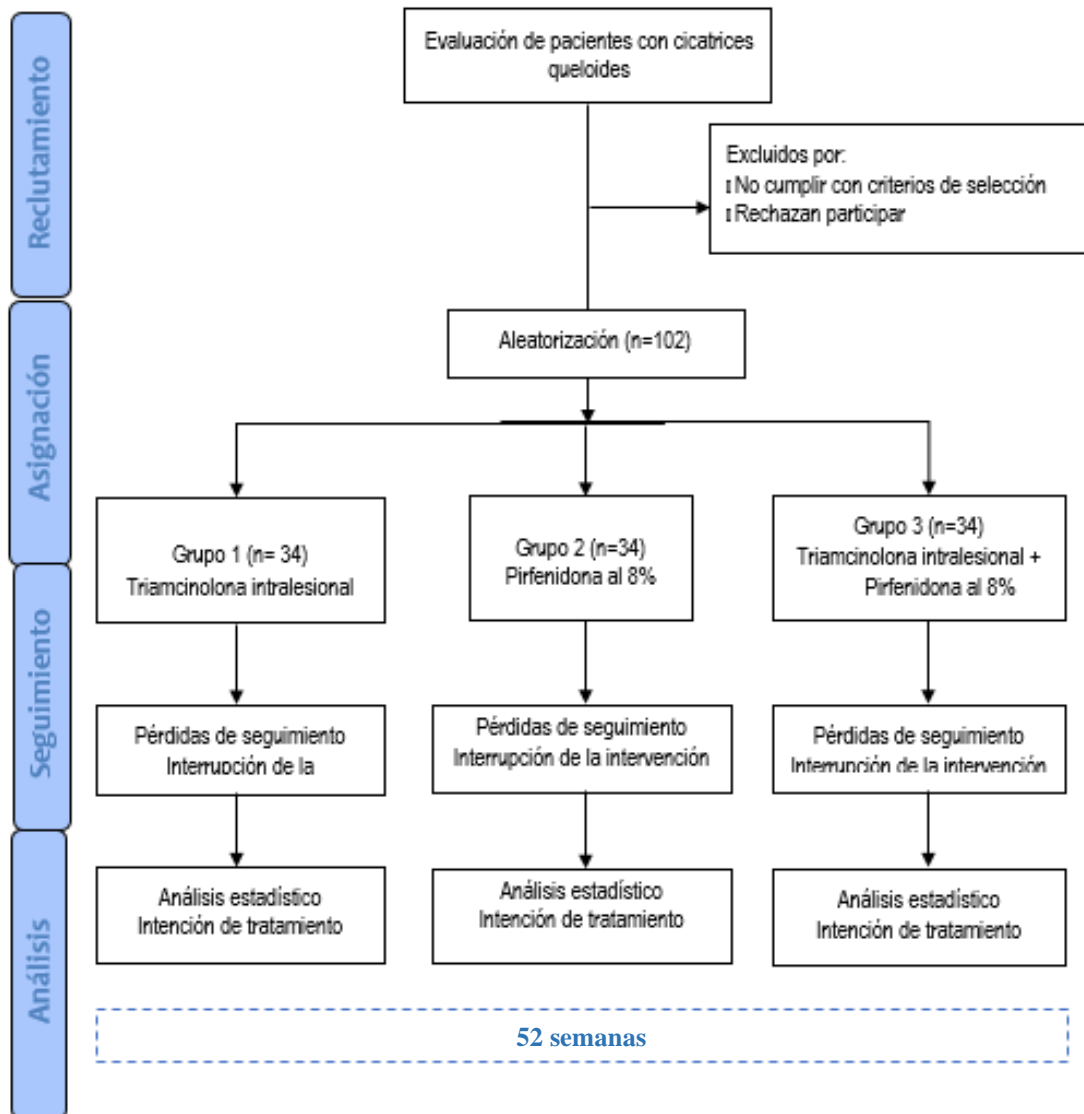 Reclutamiento
Evaluación de pacientes con cicatrices
queloides
Excluidos por:
No cumplir con criterios de selección
Rechazan participar
Asignación
Aleatorización (n=102)
Grupo 1 (n= 34)
Triamcinolona intralesional
Grupo 2 (n=34)
Pirfenidona al 8%
Grupo 3 (n=34)
Triamcinolona intralesional +
Pirfenidona al 8%
Seguimiento
Pérdidas de seguimiento
Interrupción de la
Pérdidas de seguimiento
Interrupción de la intervención
Pérdidas de seguimiento
Interrupción de la intervención
Análisis
Análisis estadístico
Intención de tratamiento
Análisis estadístico
Intención de tratamiento
Análisis estadístico
Intención de tratamiento
52 semanas